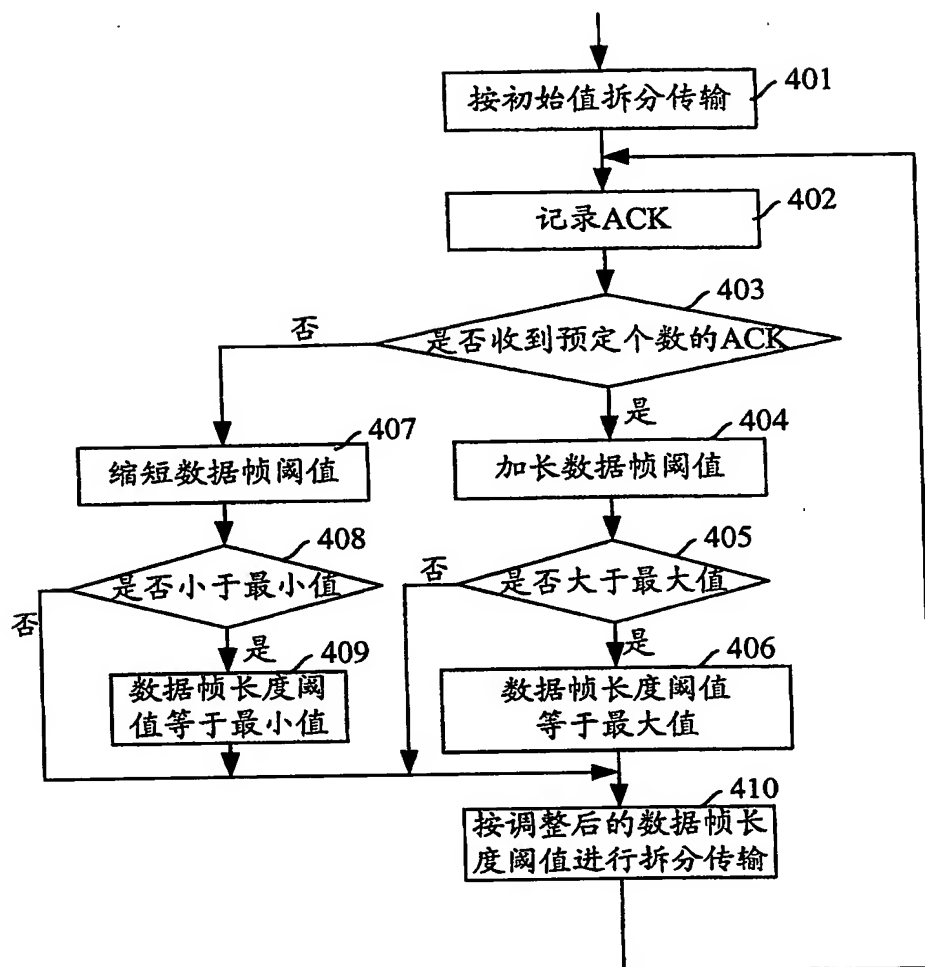 按初始值拆分传输
401
记录ACK
402
403
是否收到预定个数的ACK
否
是
407
缩短数据帧阈值
404
加长数据帧阈值
408
是否小于最小值
否
是
405
是否大于最大值
否
是
409
数据帧长度阈
值等于最小值
406
数据帧长度阈值
等于最大值
410
按调整后的数据帧长
度阈值进行拆分传输